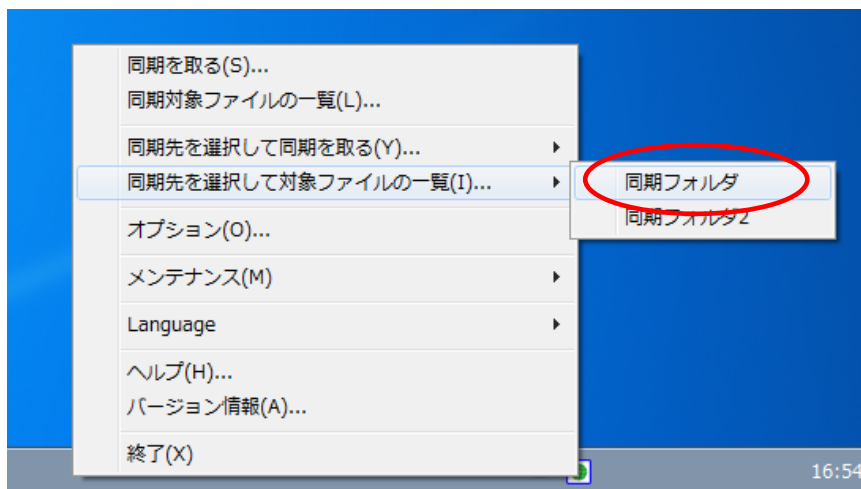 同期を取る(S)...
同期対象ファイルの一覧(L)...
同期先を選択して同期を取る(Y)...
同期先を選択して対象ファイルの一覧(I)...
同期フォルダ
同期フォルダ2
オプション(O)...
メンテナンス(M)
Language
ヘルプ(H)...
バージョン情報(A)...
終了(X)
16:54